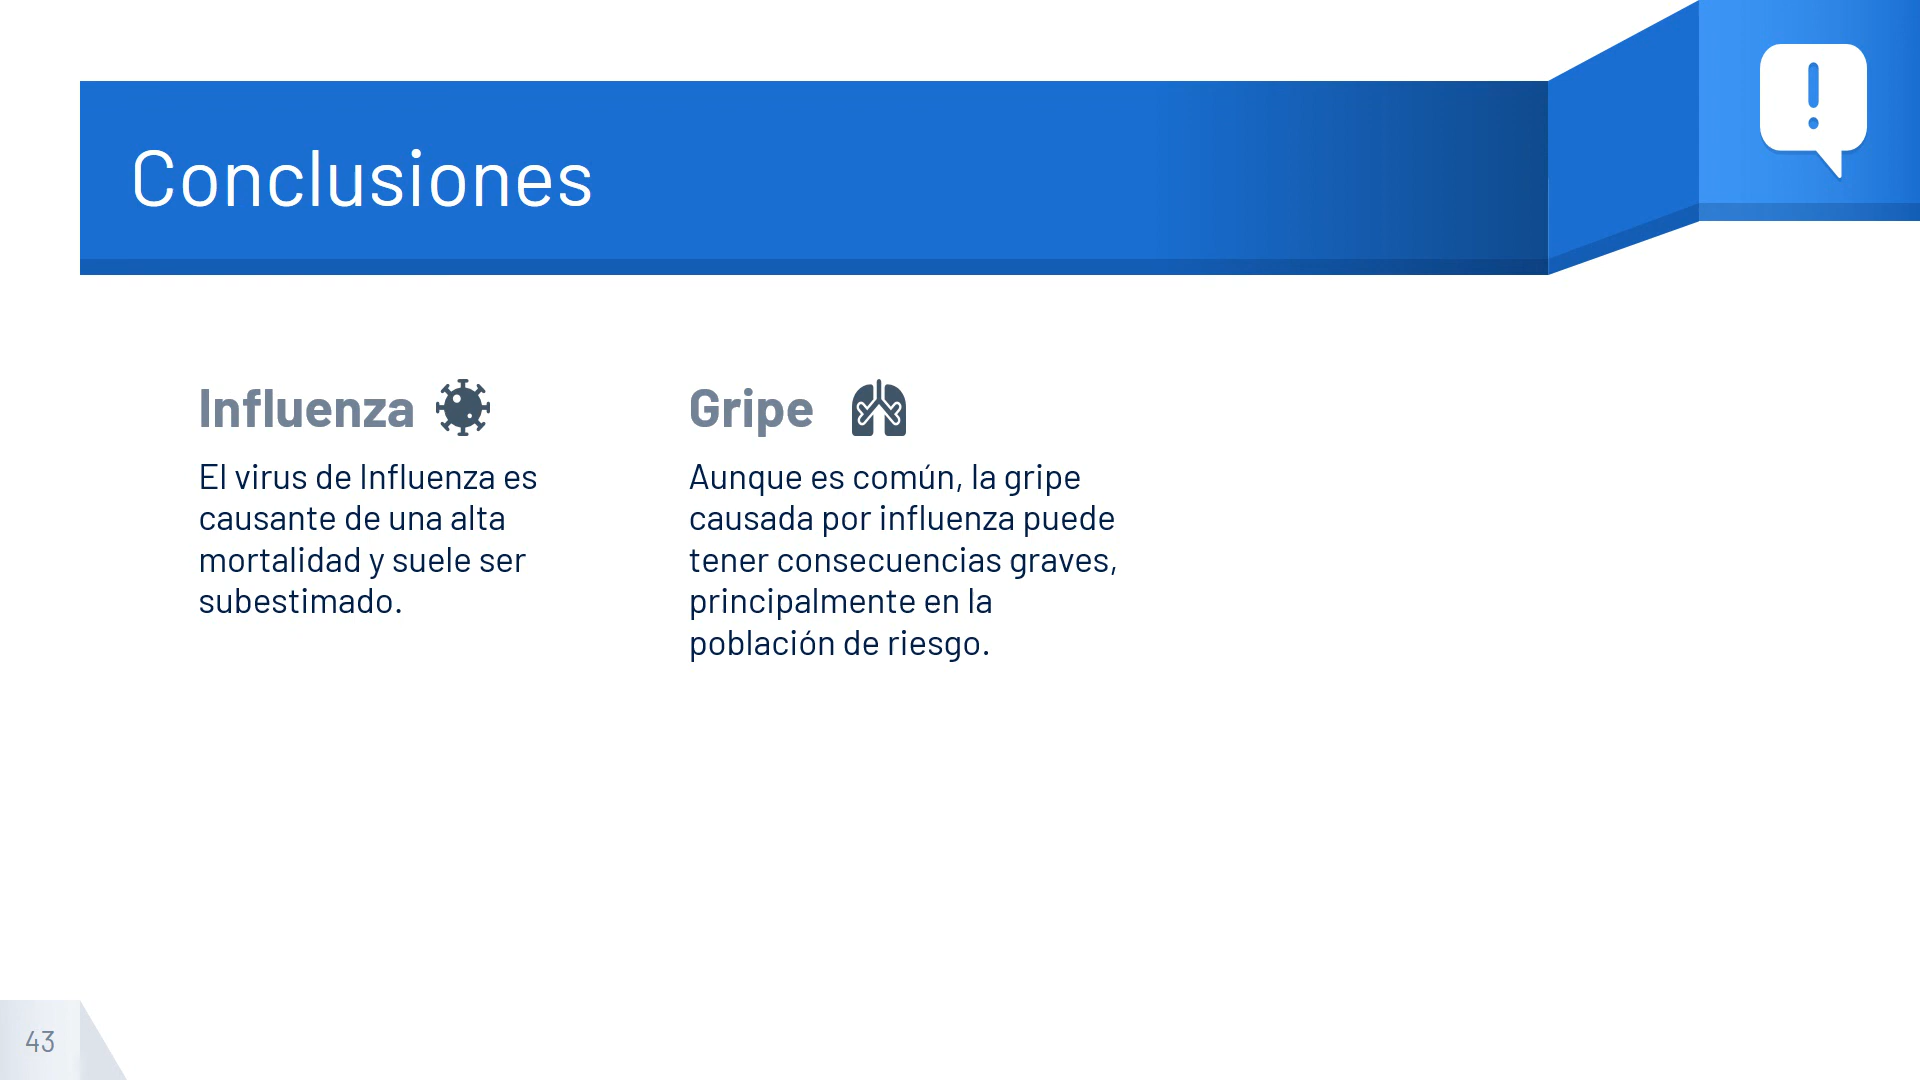 Conclusiones
Influenza
El virus de Influenza es
causante de una alta
mortalidad y suele ser
subestimado.
Gripe
Aunque es común, la gripe
causada por influenza puede
tener consecuencias graves,
principalmente en la
población de riesgo.
43